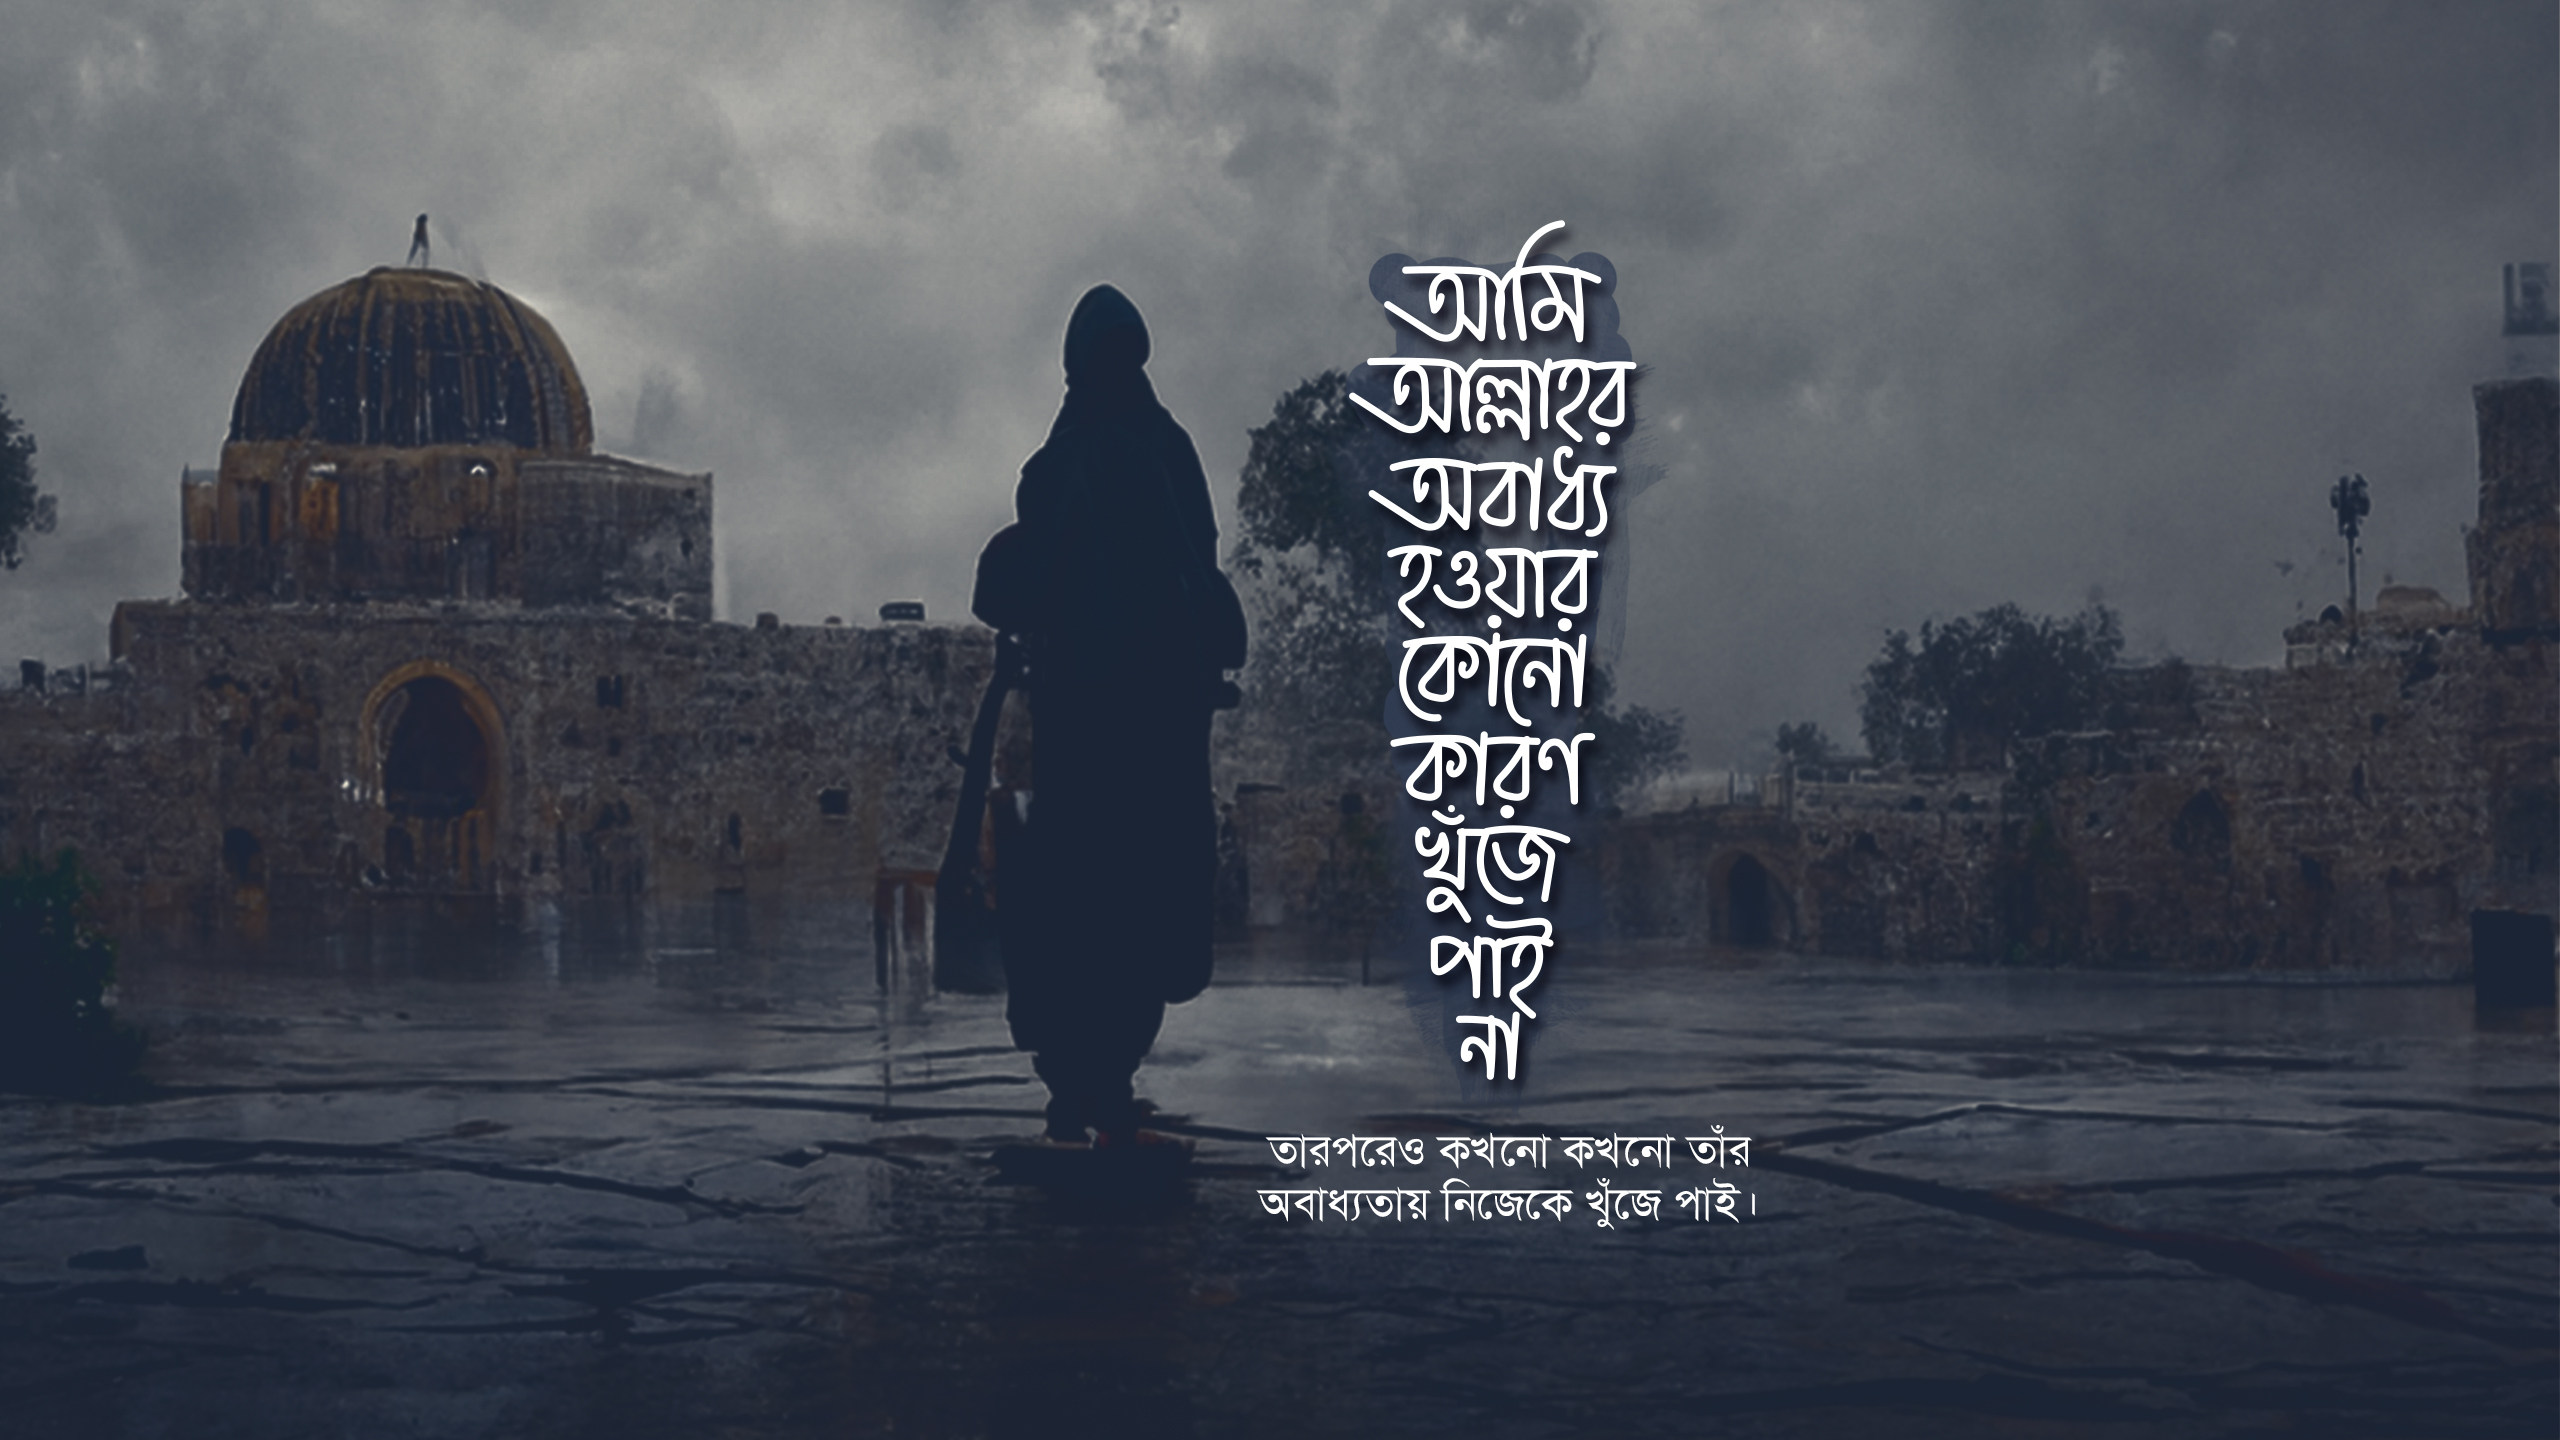 আমি
আল্লাহর
অবাধ্য
হওয়ার
কোনো
কারণ
খুঁজে
পাই
না
তারপরেও কখনো কখনো তাঁর
অবাধ্যতায় নিজেকে খুঁজে পাই।